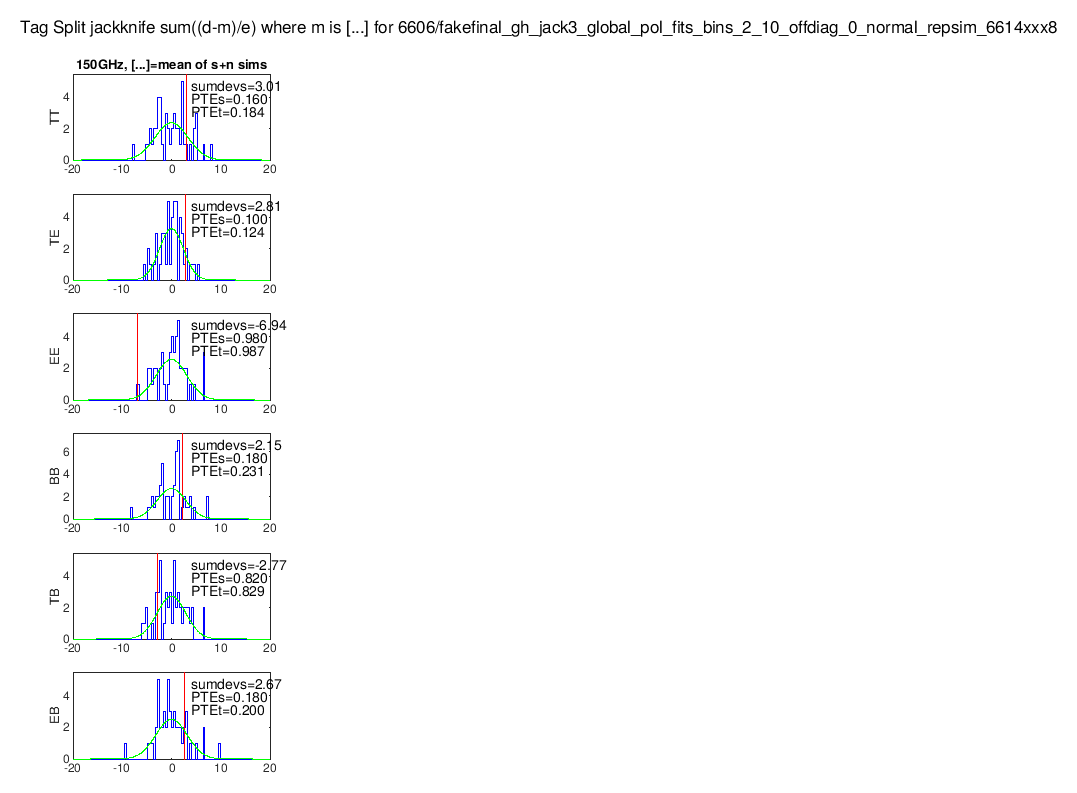 Tag Split jackknife sum((d-m)/e) where m is [...] for 6606/fakefinal_gh_jack3_global_pol_fits_bins_2_10_offdiag_0_normal_repsim_6614xxx8
150GHz, [...]=mean of s+n sims
TT
4
2
0
sumdevs=3.01
PTEs=0.160
PTEt=0.184
-20 -10 0 10 20
TE
4
2
0
sumdevs=2.81
PTEs=0.100
PTEt=0.124
-20 -10 0 10 20
EE
4
2
0
sumdevs=-6.94
PTEs=0.980
PTEt=0.987
-20 -10 0 10 20
BB
6
4
2
0
sumdevs=2.15
PTEs=0.180
PTEt=0.231
-20 -10 0 10 20
TB
4
2
0
sumdevs=-2.77
PTEs=0.820
PTEt=0.829
-20 -10 0 10 20
EB
4
2
0
sumdevs=2.67
PTEs=0.180
PTEt=0.200
-20 -10 0 10 20